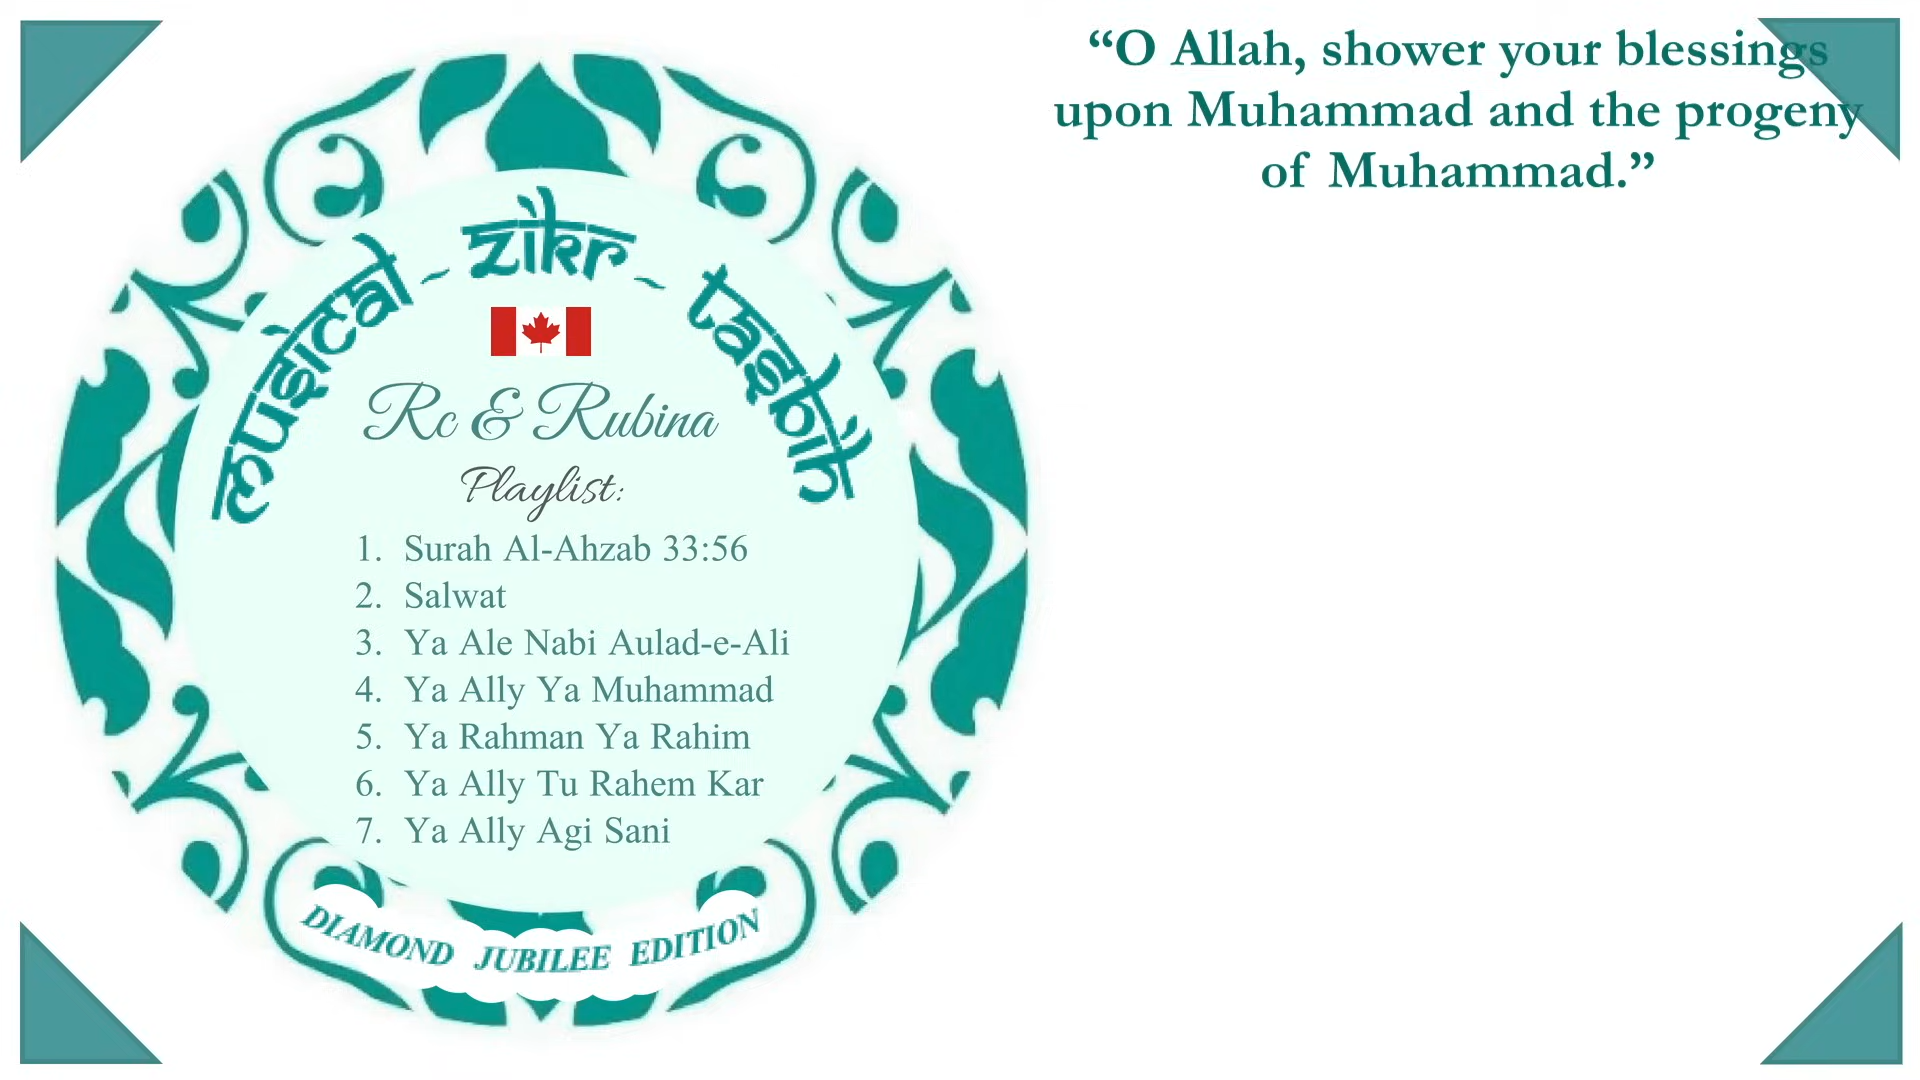 musical ~ zikr ~ tasbih
Rc & Rubina
Playlist:
1. Surah Al-Ahzab 33:56
2. Salwat
3. Ya Ale Nabi Aulad-e-Ali
4. Ya Ally Ya Muhammad
5. Ya Rahman Ya Rahim
6. Ya Ally Tu Rahem Kar
7. Ya Ally Agi Sani
DIAMOND JUBILEE EDITION
“O Allah, shower your blessings
upon Muhammad and the progeny
of Muhammad.”